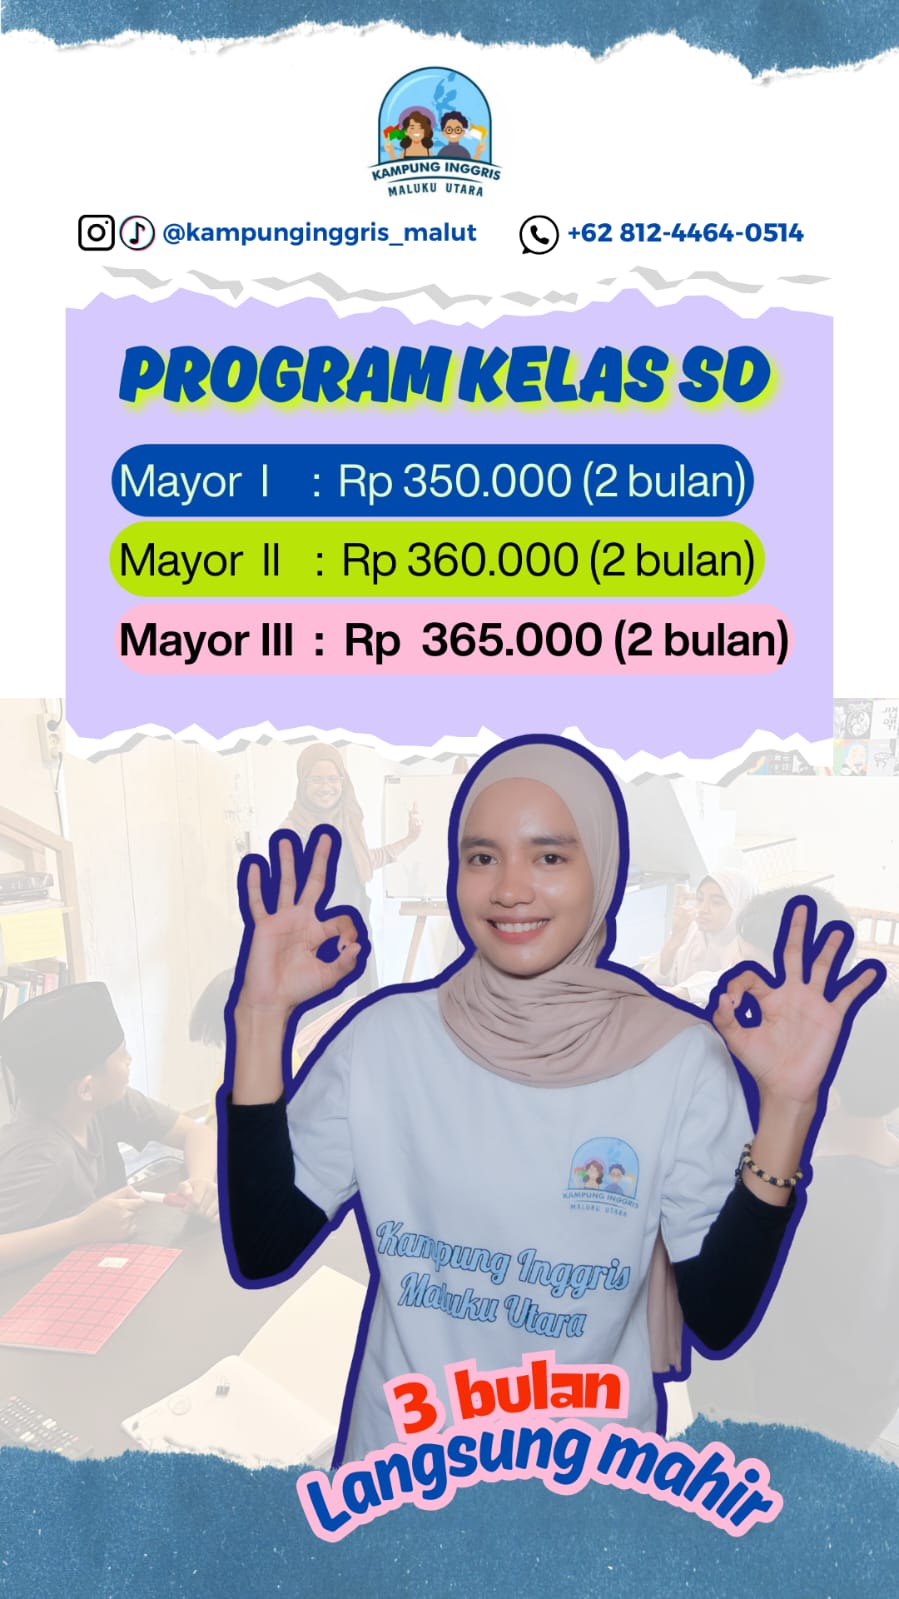 KAMPUNG INGGRIS
MALUKU UTARA
@kampunginggris_malut
+62 812-4464-0514
PROGRAM KELAS SD
Mayor I : Rp 350.000 (2 bulan)
Mayor II : Rp 360.000 (2 bulan)
Mayor III : Rp 365.000 (2 bulan)
KAMPUNG INGGRIS
MALUKU UTARA
Kampung Inggris
Maluku Utara
3 bulan
Langsung mahir